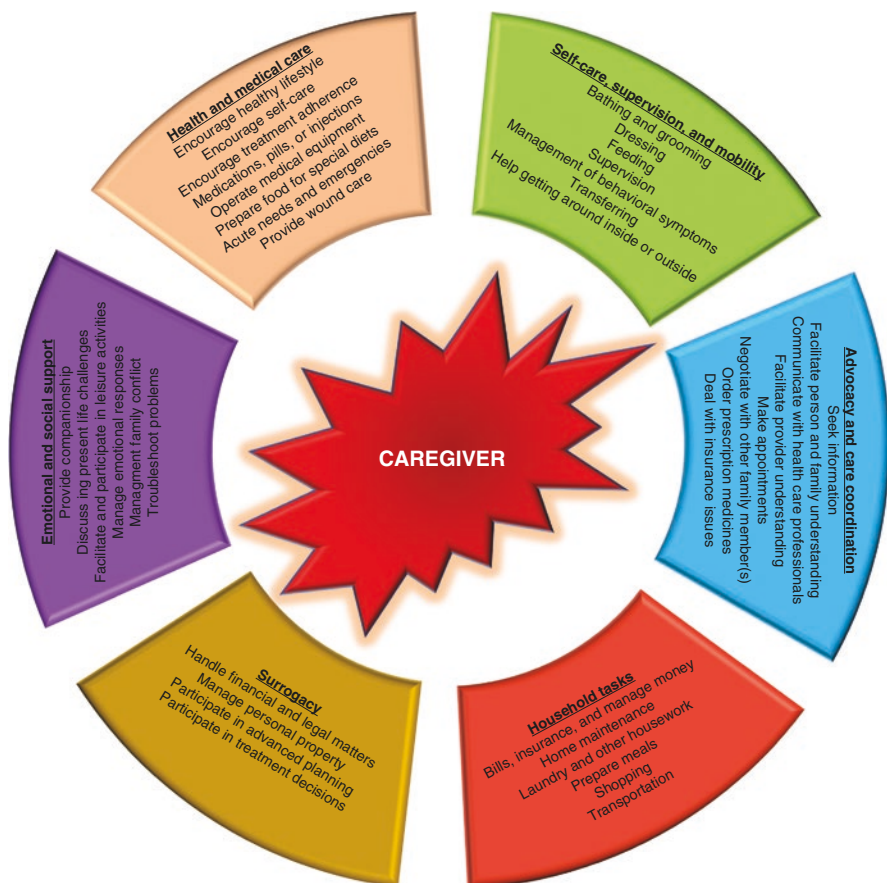 Health and medical care
Encourage healthy lifestyle
Encourage self-care
Encourage treatment adherence
Medications, pills, or injections
Operate medical equipment
Prepare food for special diets
Acute needs and emergencies
Provide wound care
Self-care, supervision, and mobility
Bathing and grooming
Dressing
Feeding
Supervision
Management of behavioral symptoms
Transferring
Help getting around inside or outside
Advocacy and care coordination
Seek information
Facilitate person and family understanding
Communicate with health care professionals
Facilitate provider understanding
Make appointments
Negotiate with other family member(s)
Order prescription medicines
Deal with insurance issues
Household tasks
Bills, insurance, and manage money
Home maintenance
Laundry and other housework
Prepare meals
Shopping
Transportation
Surrogacy
Handle financial and legal matters
Manage personal property
Participate in advanced planning
Participate in treatment decisions
Emotional and social support
Provide companionship
Discuss ing present life challenges
Facilitate and participate in leisure activities
Manage emotional responses
Managment family conflict
Troubleshoot problems
CAREGIVER